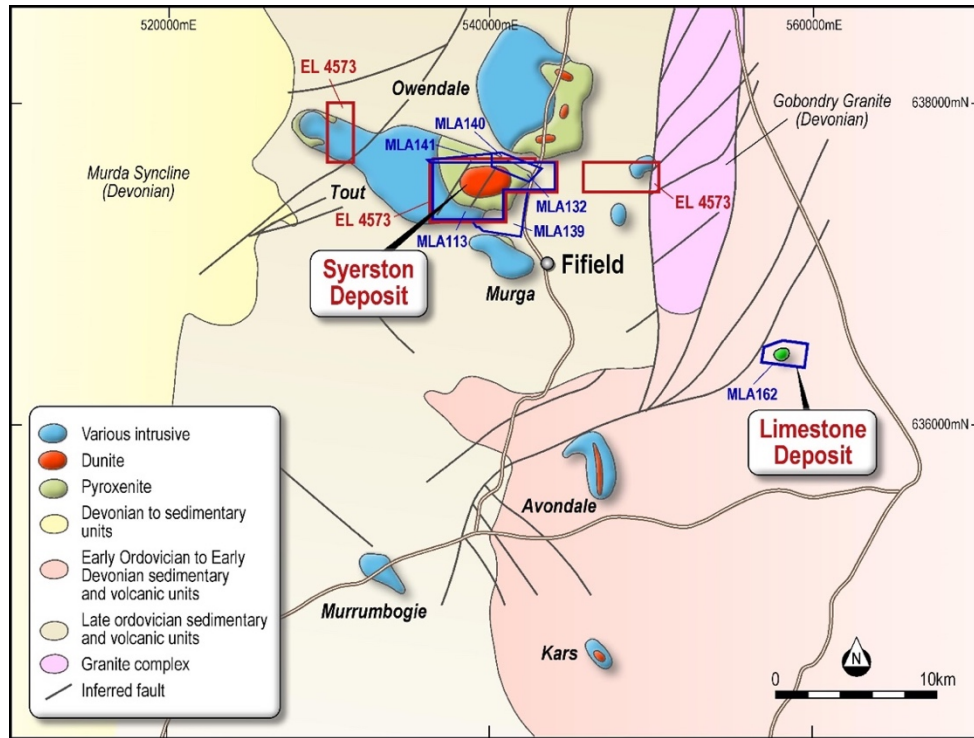 520000mE
540000mE
560000mE
EL 4573
Owendale
638000mN
Gobondry Granite
(Devonian)
MLA140
MLA141
Murda Syncline
(Devonian)
Tout
EL 4573
MLA132
EL 4573
MLA113
MLA139
Syerston
Deposit
Fifield
Murga
MLA162
Limestone
Deposit
636000mN
Avondale
Murrumbogie
Kars
Various intrusive
Dunite
Pyroxenite
Devonian to sedimentary
units
Early Ordovician to Early
Devonian sedimentary
and volcanic units
Late ordovician sedimentary
and volcanic units
Granite complex
Inferred fault
N
0
10km